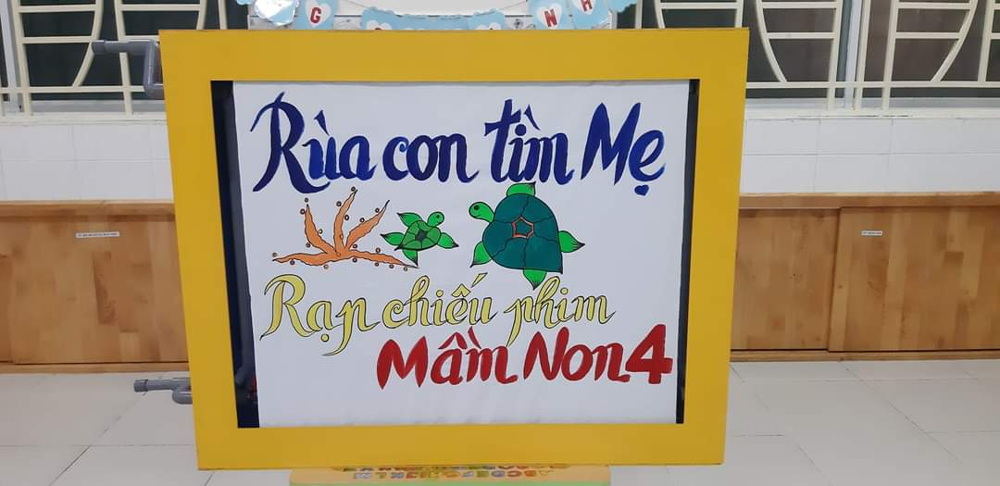 G N H
Rùa con tìm Mẹ
Rạp chiếu phim
Mầm Non 4